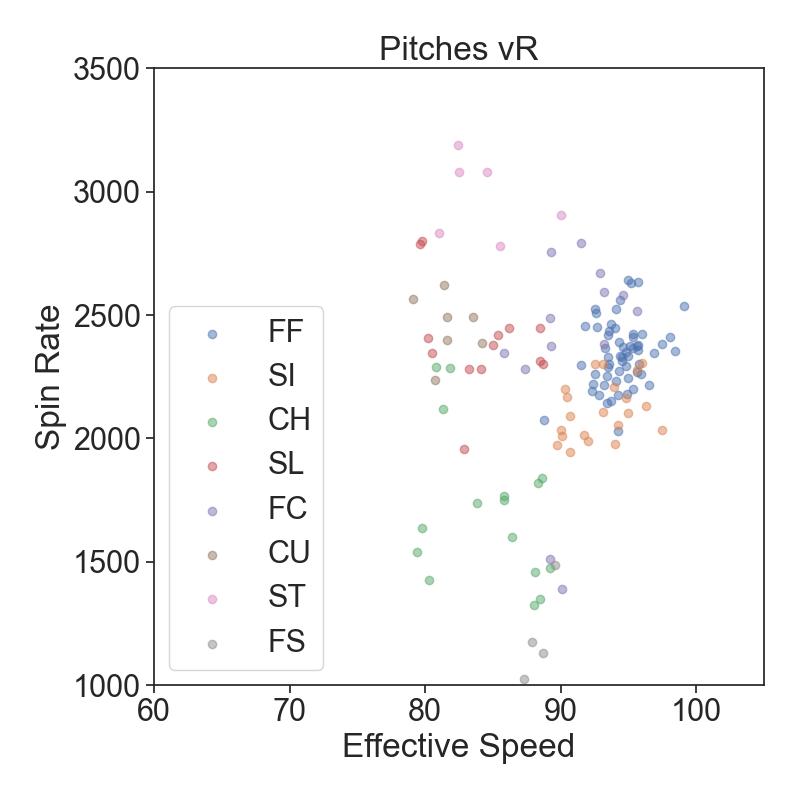 Pitches vR
3500
3000
2500
2000
1500
1000
Spin Rate
FF
SI
CH
SL
FC
CU
ST
FS
60 70 80 90 100
Effective Speed